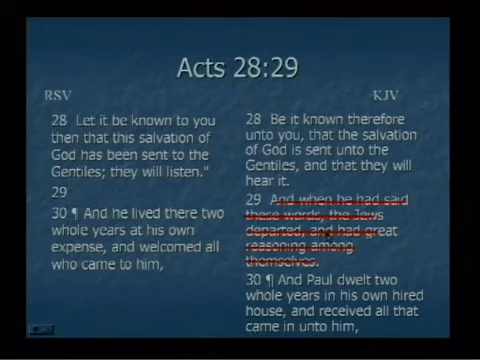 Acts 28:29
RSV
28 Let it be known to you
then that this salvation of
God has been sent to the
Gentiles; they will listen."
29
30 ¶ And he lived there two
whole years at his own
expense, and welcomed all
who came to him,
KJV
28 Be it known therefore
unto you, that the salvation
of God is sent unto the
Gentiles, and that they will
hear it.
29 And when he had said
these words, the Jews
departed, and had great
reasoning among
themselves.
30 ¶ And Paul dwelt two
whole years in his own hired
house, and received all that
came in unto him,